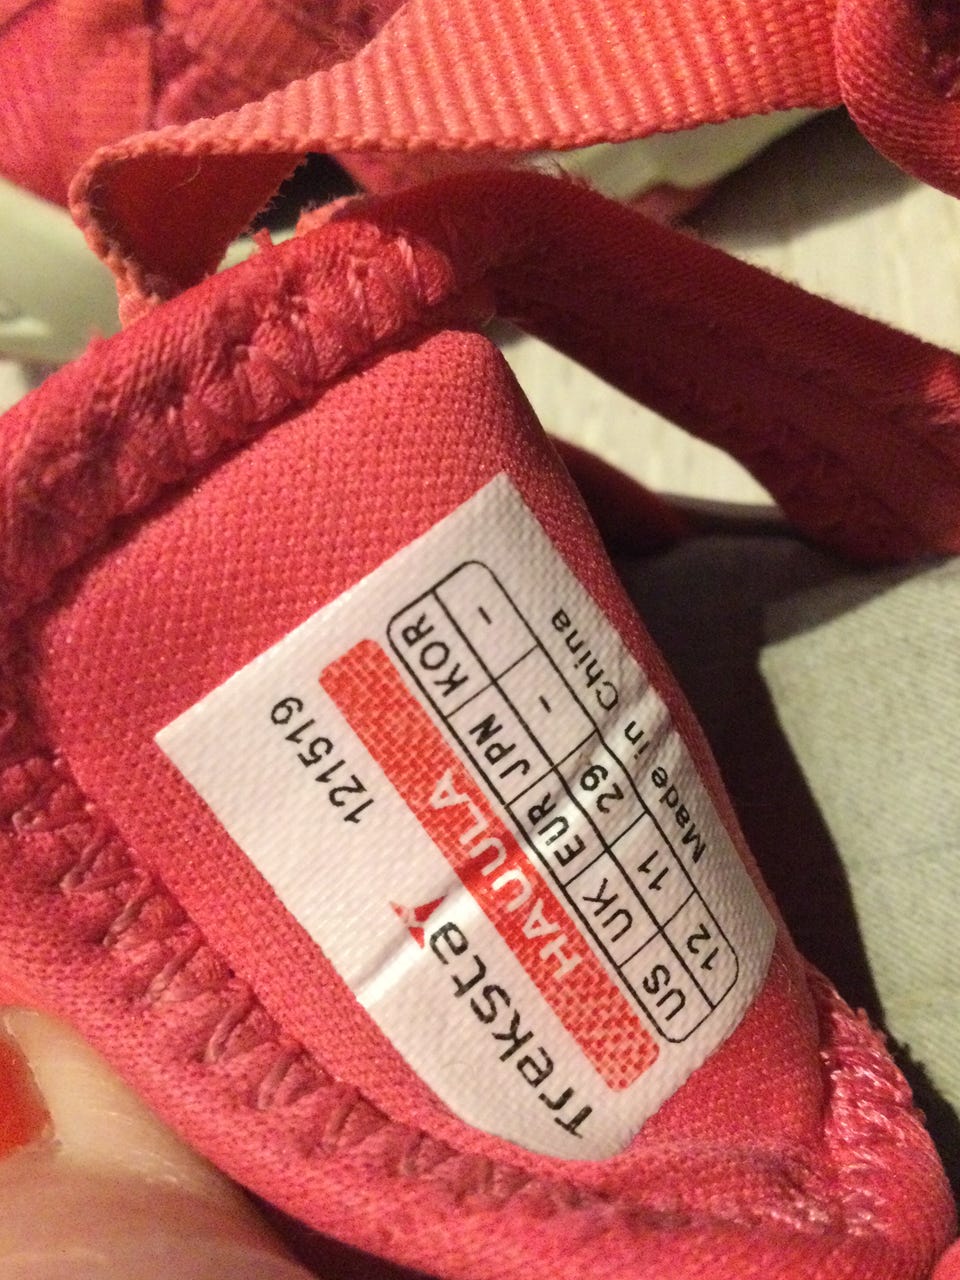 Treksta 121519
HAULA
US UK EUR JPN KOR
12 11 29 - -
Made in China